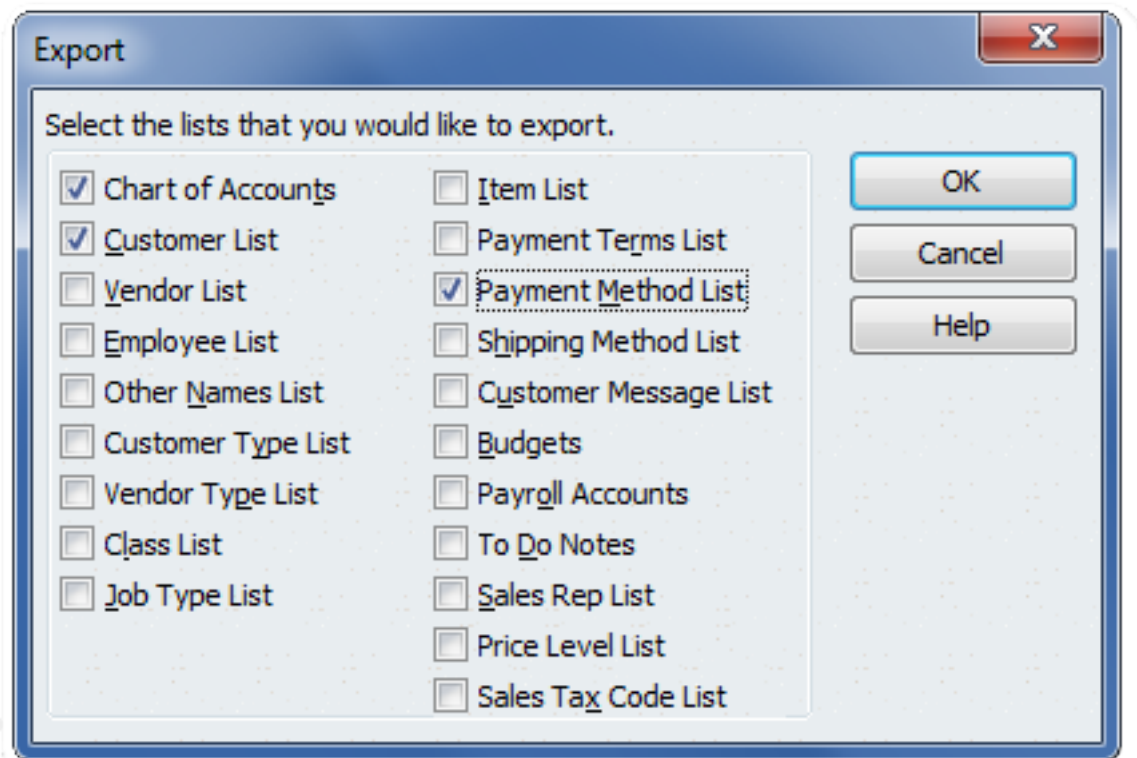 Export
Select the lists that you would like to export.
Chart of Accounts
Customer List
Vendor List
Employee List
Other Names List
Customer Type List
Vendor Type List
Class List
Job Type List
Item List
Payment Terms List
Payment Method List
Shipping Method List
Customer Message List
Budgets
Payroll Accounts
To Do Notes
Sales Rep List
Price Level List
Sales Tax Code List
OK
Cancel
Help